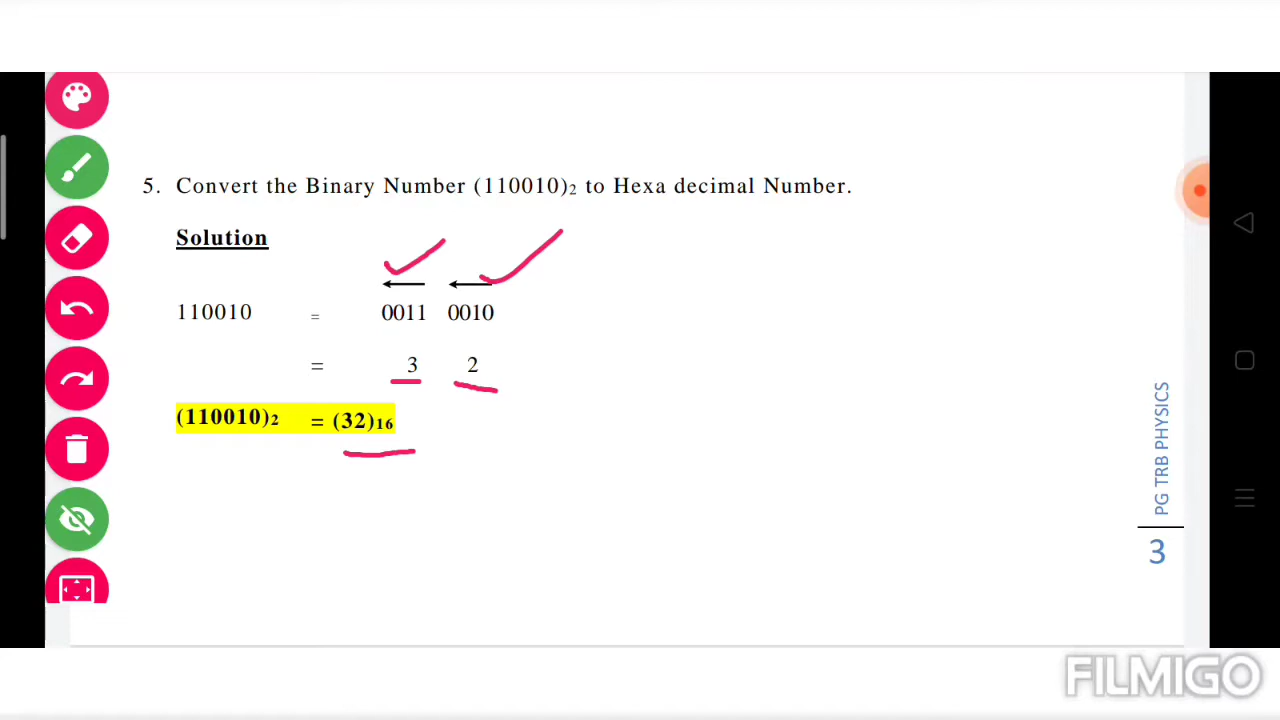 5. Convert the Binary Number (110010)₂ to Hexa decimal Number.
Solution
110010 = 0011 0010
= 3 2
(110010)₂ = (32)₁₆
PG TRB PHYSICS
3
FILMIGO